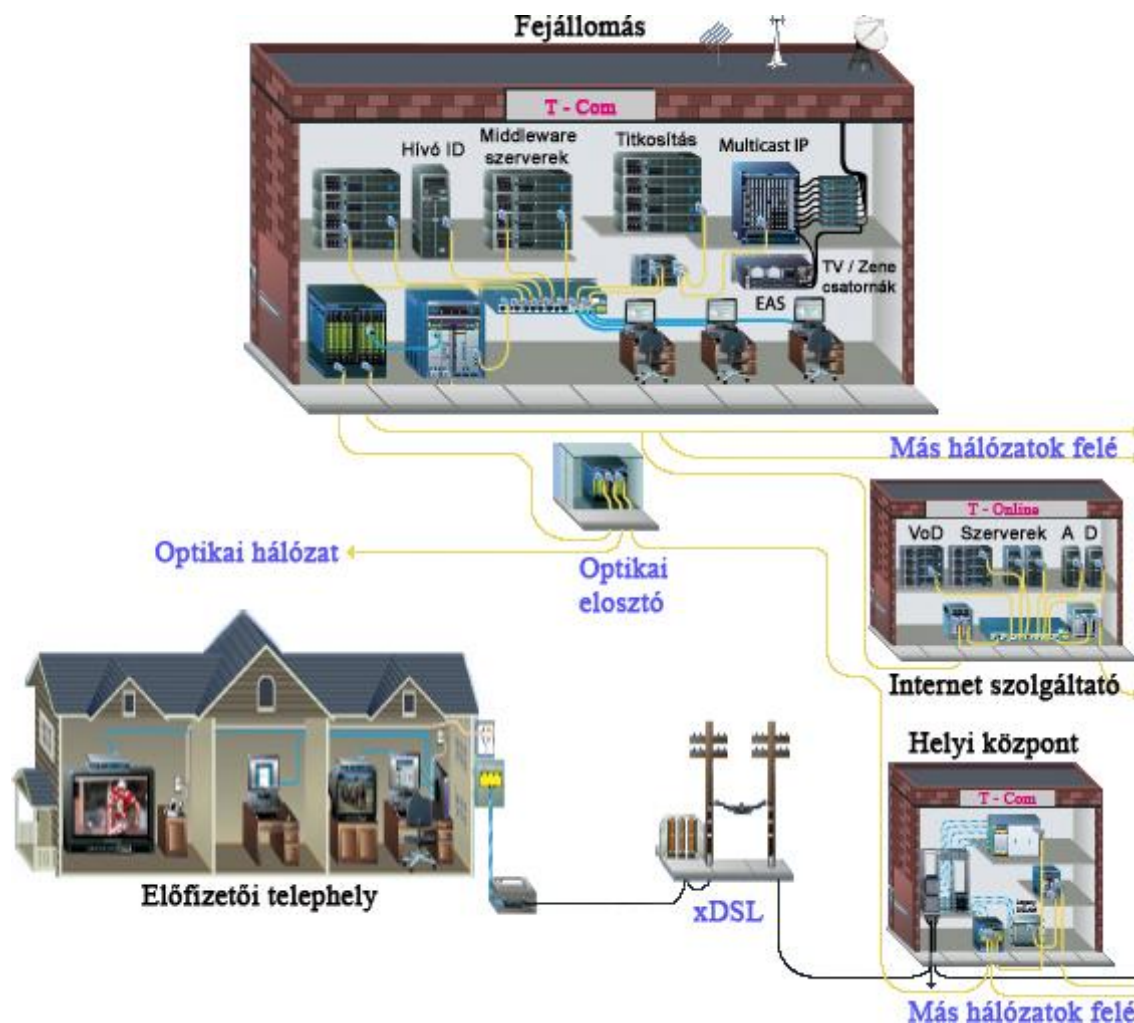 Fejállomás
T - Com
Hívó ID
Middleware
szerverek
Titkosítás
Multicast IP
TV / Zene
csatornák
EAS
Más hálózatok felé
T - Online
VoD Szerverek A D
Internet szolgáltató
Optikai hálózat
Optikai
elosztó
Helyi központ
T - Com
Előfizetői telephely
xDSL
Más hálózatok felé